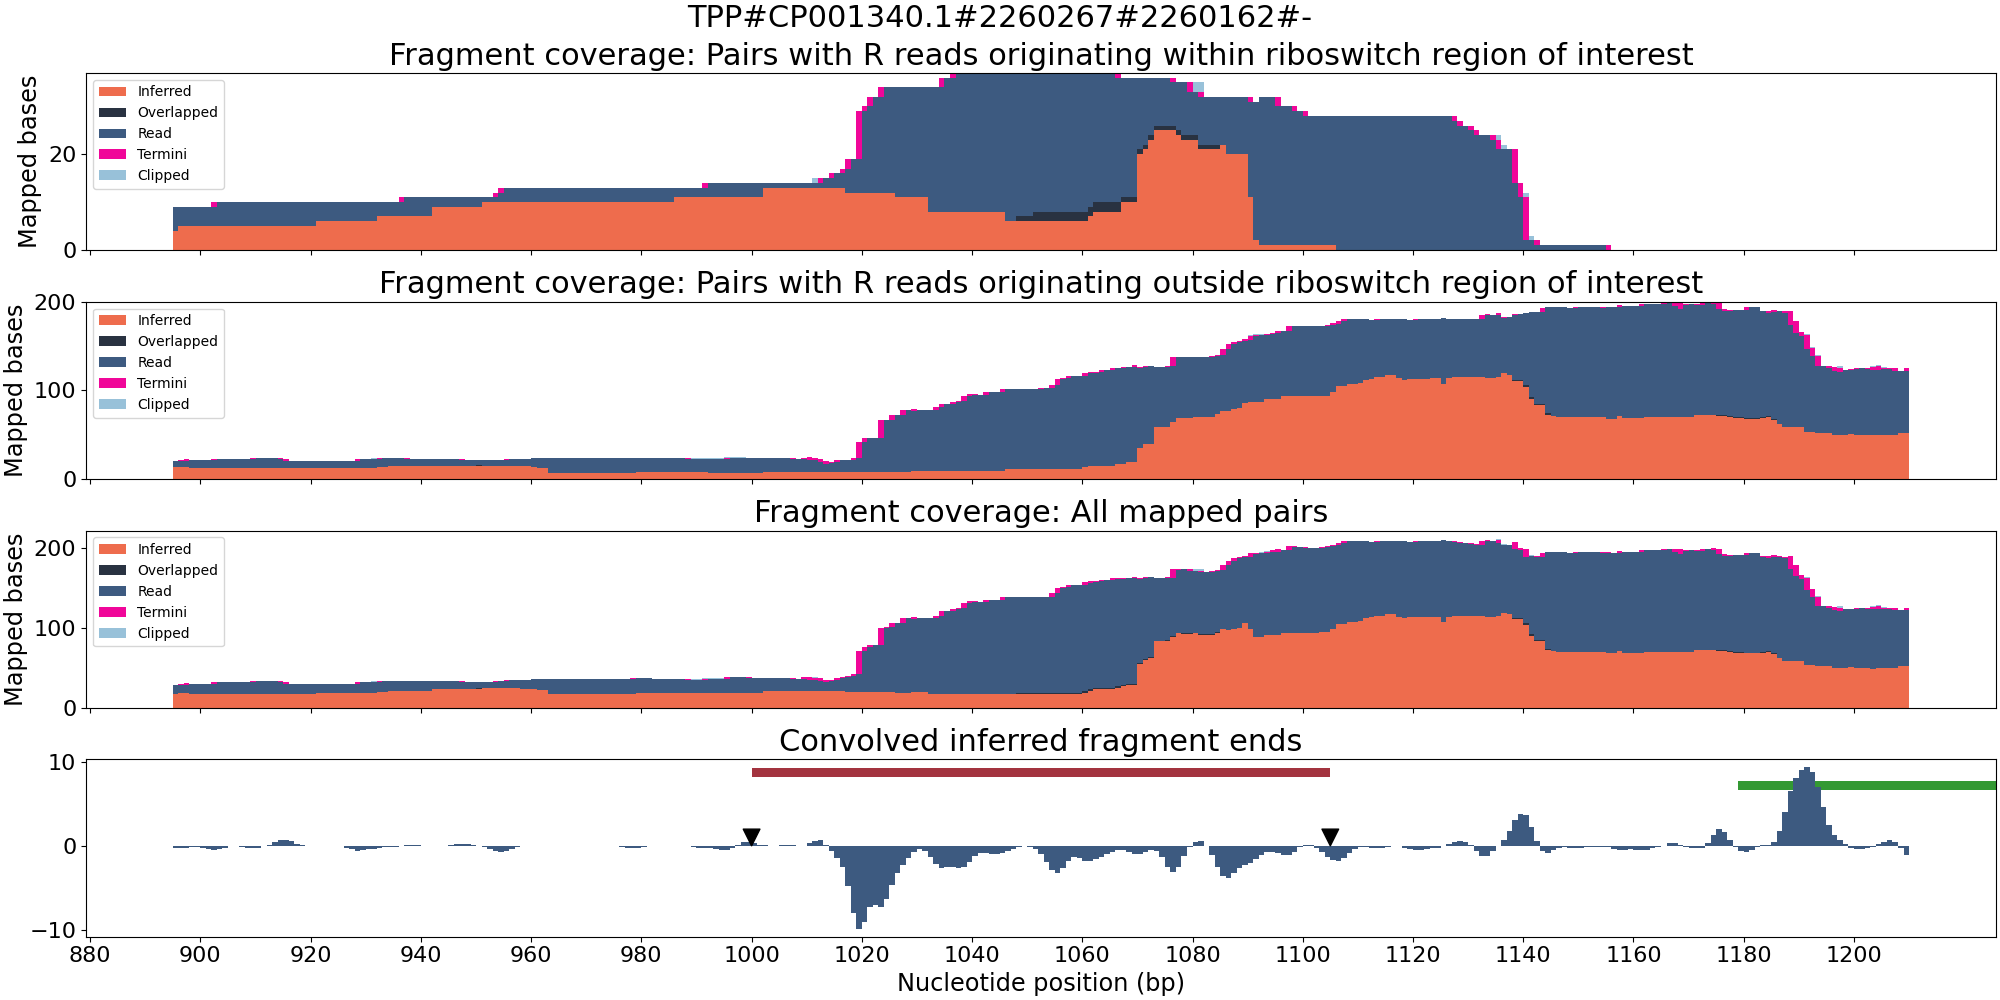 TPP#CP001340.1#2260267#2260162#-
Fragment coverage: Pairs with R reads originating within riboswitch region of interest
Mapped bases
20
0
Inferred
Overlapped
Read
Termini
Clipped
Fragment coverage: Pairs with R reads originating outside riboswitch region of interest
Mapped bases
200
100
0
Inferred
Overlapped
Read
Termini
Clipped
Fragment coverage: All mapped pairs
Mapped bases
200
100
0
Inferred
Overlapped
Read
Termini
Clipped
Convolved inferred fragment ends
10
0
−10
880 900 920 940 960 980 1000 1020 1040 1060 1080 1100 1120 1140 1160 1180 1200
Nucleotide position (bp)